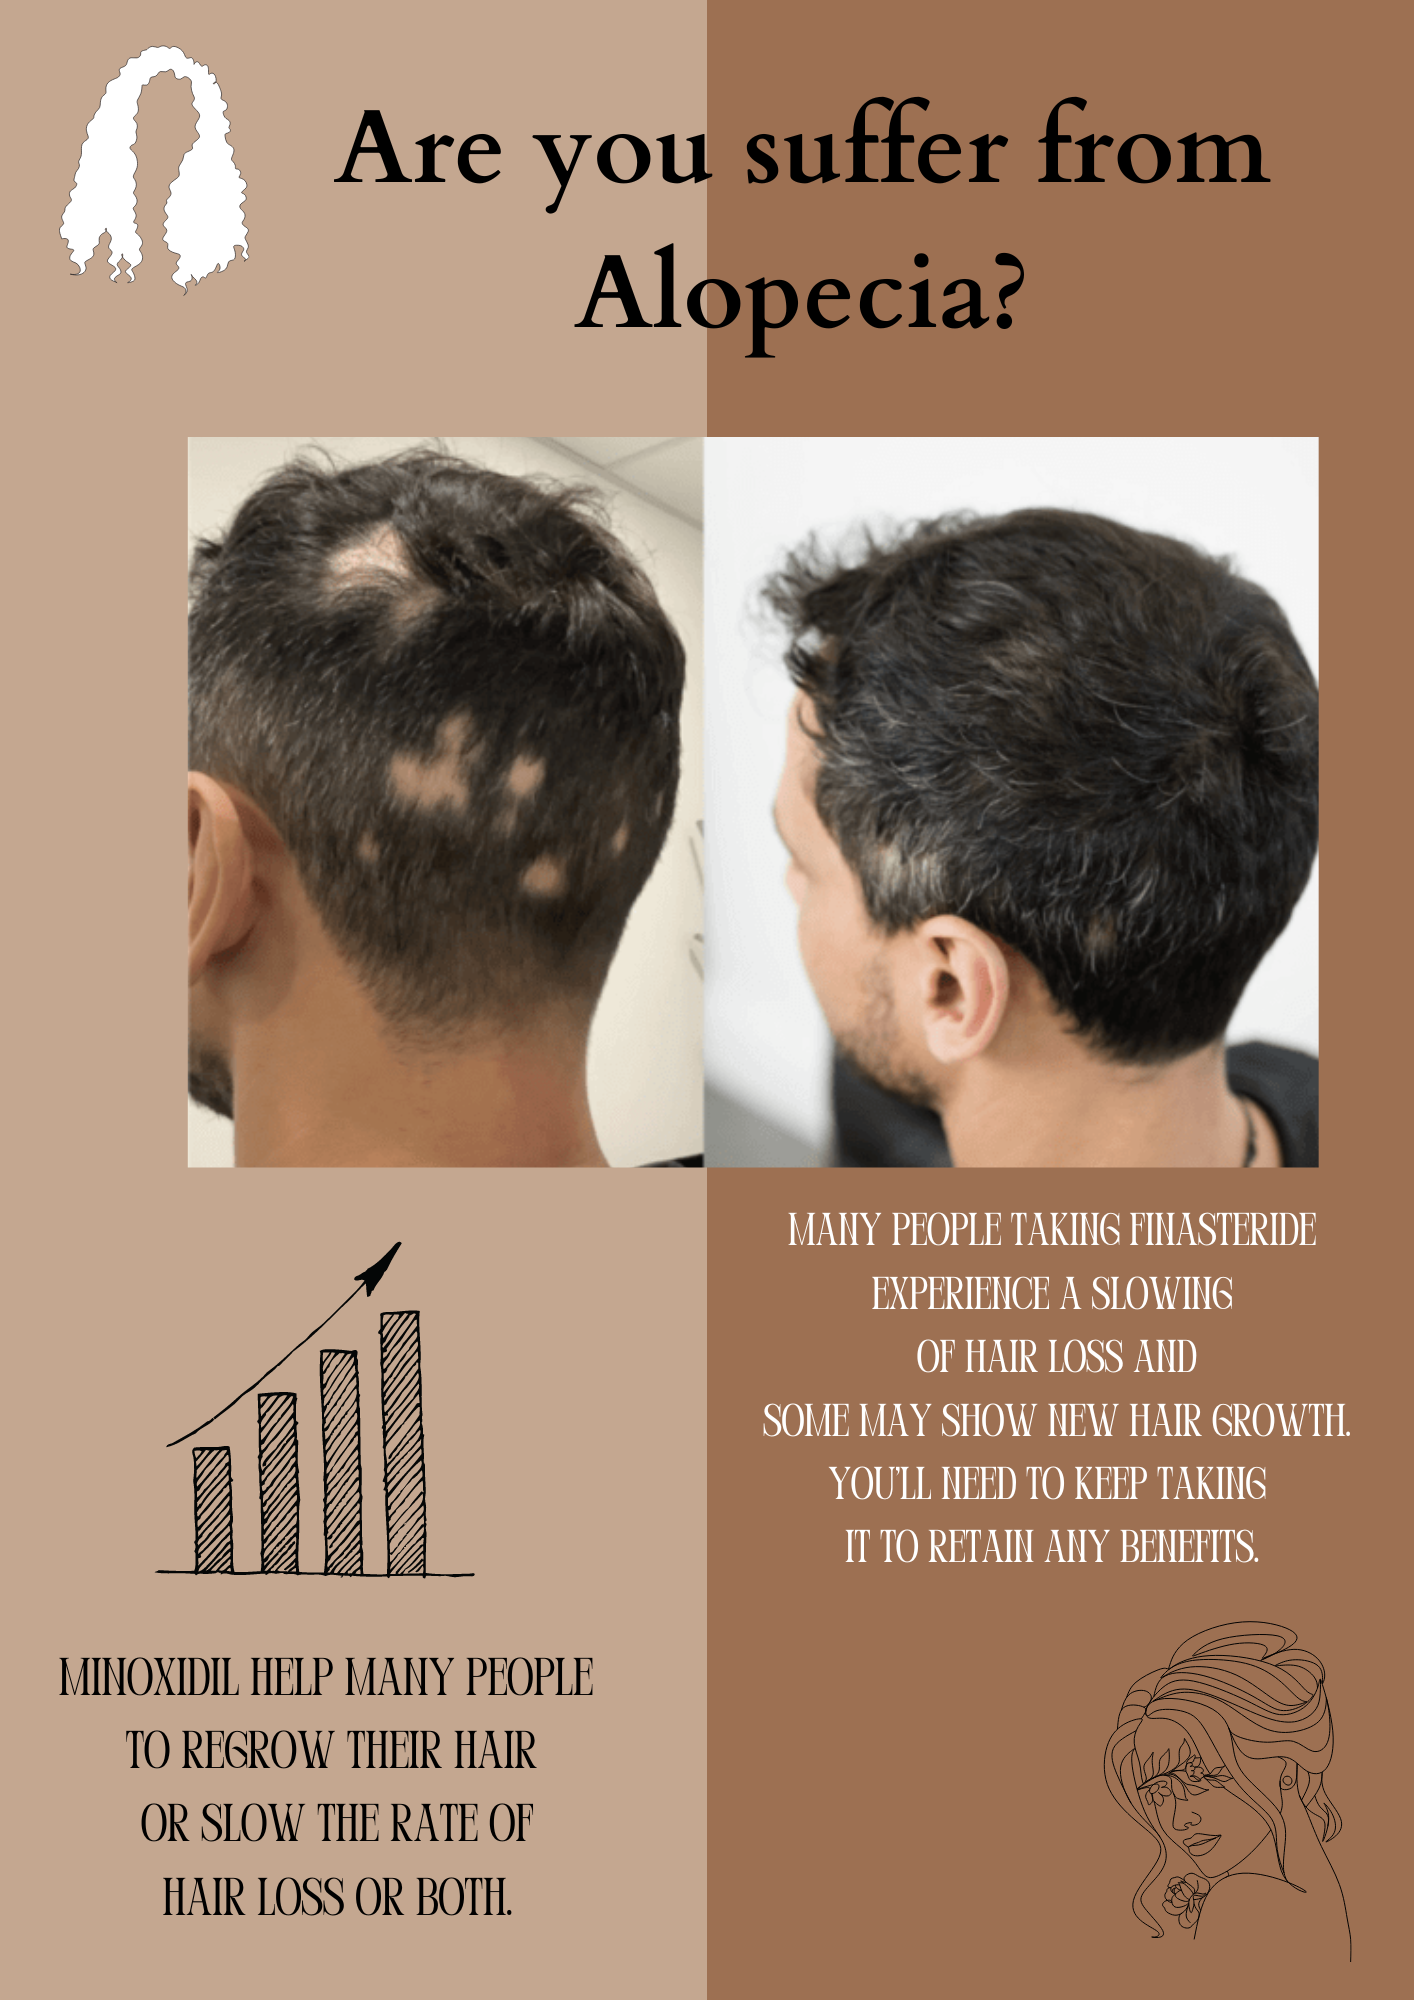 Are you suffer from
Alopecia?
MANY PEOPLE TAKING FINASTERIDE
EXPERIENCE A SLOWING
OF HAIR LOSS AND
SOME MAY SHOW NEW HAIR GROWTH.
YOU'LL NEED TO KEEP TAKING
IT TO RETAIN ANY BENEFITS.
MINOXIDIL HELP MANY PEOPLE
TO REGROW THEIR HAIR
OR SLOW THE RATE OF
HAIR LOSS OR BOTH.